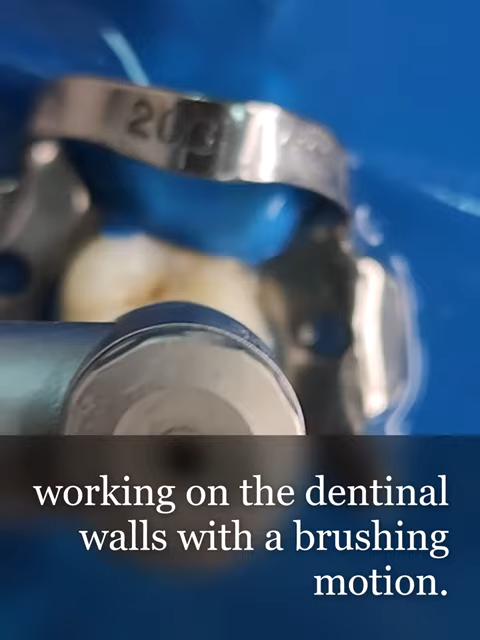 working on the dentinal
walls with a brushing
motion.